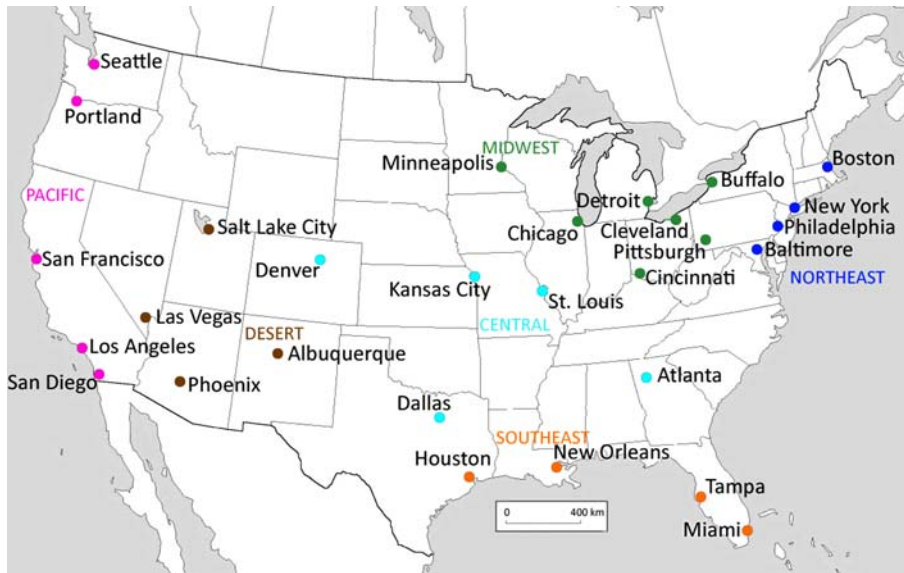 Seattle
Portland
MIDWEST
Minneapolis
Boston
Buffalo
PACIFIC
Detroit
New York
Salt Lake City
Chicago
Cleveland
Philadelphia
Pittsburgh
Baltimore
San Francisco
Denver
Kansas City
Cincinnati
NORTHEAST
St. Louis
Las Vegas
CENTRAL
DESERT
Los Angeles
Albuquerque
San Diego
Phoenix
Atlanta
Dallas
SOUTHEAST
Houston
New Orleans
Tampa
0 400 km
Miami